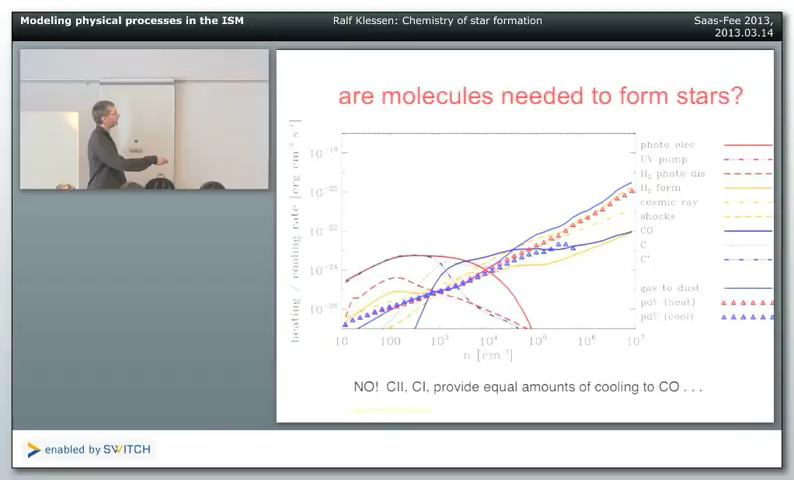 Modeling physical processes in the ISM
Ralf Klessen: Chemistry of star formation
Saas-Fee 2013,
2013.03.14
are molecules needed to form stars?
heating / cooling rate [erg cm⁻³ s⁻¹]
10⁻¹⁸
10⁻²⁰
10⁻²²
10⁻²⁴
10⁻²⁶
10
100
10³
10⁴
10⁵
10⁶
10⁷
n [cm⁻³]
photo elec
UV pump
H₂ photo dis
H₂ form
cosmic ray
shocks
CO
C
C⁺
gas to dust
pdV (heat)
pdV (cool)
NO! CII, CI, provide equal amounts of cooling to CO . . .
enabled by SWITCH